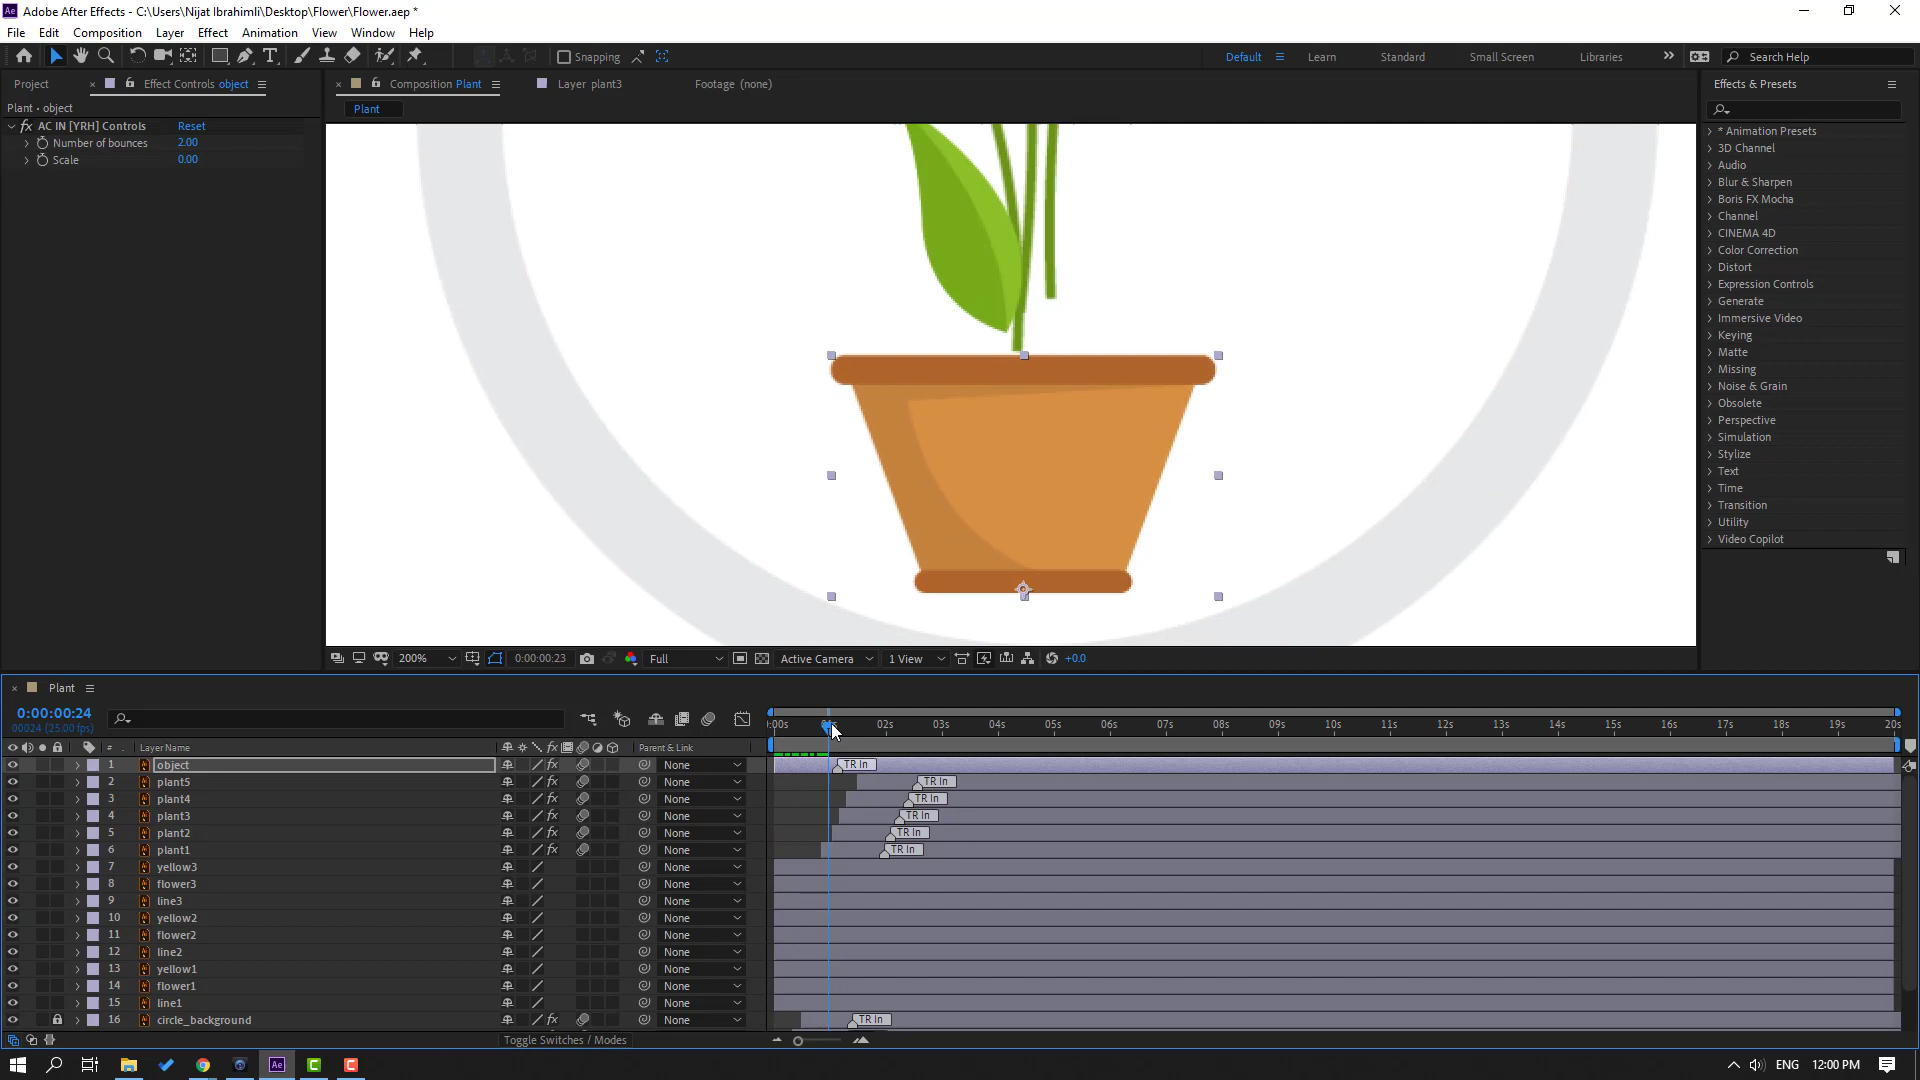 Adobe After Effects - C:\Users\Nijat Ibrahimli\Desktop\Flower\Flower.aep *
File Edit Composition Layer Effect Animation View Window Help
Snapping
Default Learn Standard Small Screen Libraries Search Help
Project Effect Controls object Composition Plant Layer plant3 Footage (none) Effects & Presets
Plant • object
Plant
AC IN [YRH] Controls Reset
Number of bounces 2.00
Scale 0.00
* Animation Presets
3D Channel
Audio
Blur & Sharpen
Boris FX Mocha
Channel
CINEMA 4D
Color Correction
Distort
Expression Controls
Generate
Immersive Video
Keying
Matte
Missing
Noise & Grain
Obsolete
Perspective
Simulation
Stylize
Text
Time
Transition
Utility
Video Copilot
200% 0:00:00:23 Full Active Camera 1 View +0.0
Plant
0:00:00:24
00024 (25.00 fps)
:00s 02s 03s 04s 05s 06s 07s 08s 09s 10s 11s 12s 13s 14s 15s 16s 17s 18s 19s 20s
# Layer Name Parent & Link
1 object None TR In
2 plant5 None TR In
3 plant4 None TR In
4 plant3 None TR In
5 plant2 None TR In
6 plant1 None TR In
7 yellow3 None
8 flower3 None
9 line3 None
10 yellow2 None
11 flower2 None
12 line2 None
13 yellow1 None
14 flower1 None
15 line1 None
16 circle_background None TR In
Toggle Switches / Modes
ENG 12:00 PM